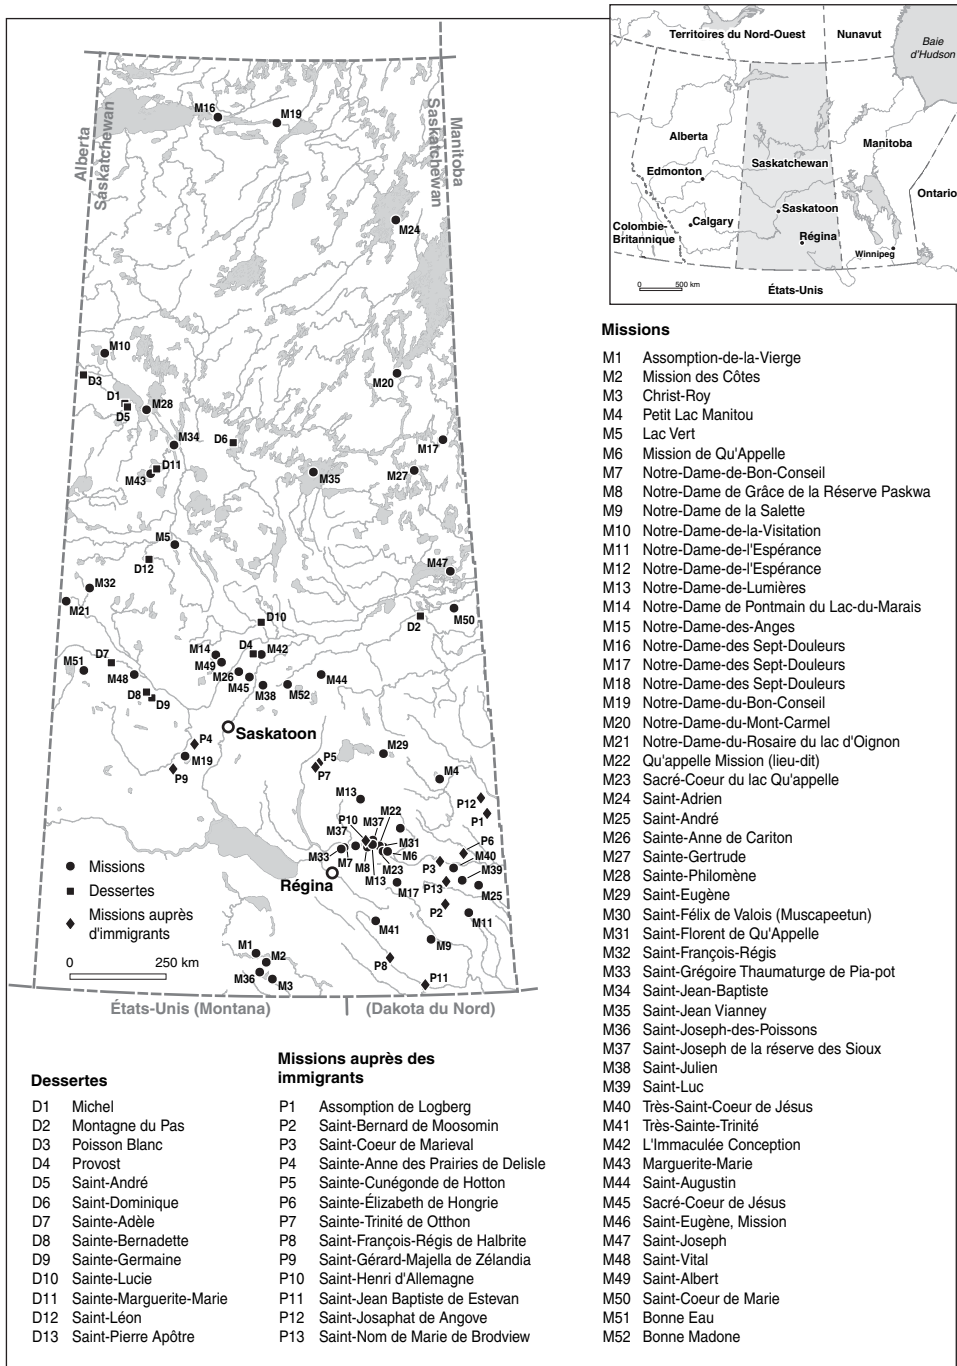 Territoires du Nord-Ouest
Nunavut
Baie
d'Hudson
Alberta
Manitoba
Saskatchewan
Edmonton
Ontario
Saskatoon
Calgary
Colombie-
Britannique
Régina
Winnipeg
0 500 km
États-Unis
Alberta
Saskatchewan
Saskatchewan
Manitoba
M16
M19
M24
M10
D3
M20
D1
M28
D5
M34
D6
M17
D11
M43
M35
M27
M5
D12
M47
M32
M21
D10
D2
M50
M14
D4
M42
D7
M51
M49
M48
M26
M45
M44
D8
M38
M52
D9
Saskatoon
P4
M29
P5
M19
P7
M4
P9
M13
P12
M22
P1
P10
M37
M37
P6
M31
M33
M7
M6
M40
M8
M23
P3
M39
Régina
M13
P13
M17
M25
P2
M11
M41
M9
M1
M2
P8
M36
M3
P11
Missions
Dessertes
Missions auprès
d'immigrants
0 250 km
États-Unis (Montana)
(Dakota du Nord)
Missions
M1 Assomption-de-la-Vierge
M2 Mission des Côtes
M3 Christ-Roy
M4 Petit Lac Manitou
M5 Lac Vert
M6 Mission de Qu'Appelle
M7 Notre-Dame-de-Bon-Conseil
M8 Notre-Dame de Grâce de la Réserve Paskwa
M9 Notre-Dame de la Salette
M10 Notre-Dame-de-la-Visitation
M11 Notre-Dame-de-l'Espérance
M12 Notre-Dame-de-l'Espérance
M13 Notre-Dame-de-Lumières
M14 Notre-Dame de Pontmain du Lac-du-Marais
M15 Notre-Dame-des-Anges
M16 Notre-Dame-des Sept-Douleurs
M17 Notre-Dame-des Sept-Douleurs
M18 Notre-Dame-des Sept-Douleurs
M19 Notre-Dame-du-Bon-Conseil
M20 Notre-Dame-du-Mont-Carmel
M21 Notre-Dame-du-Rosaire du lac d'Oignon
M22 Qu'appelle Mission (lieu-dit)
M23 Sacré-Coeur du lac Qu'appelle
M24 Saint-Adrien
M25 Saint-André
M26 Sainte-Anne de Cariton
M27 Sainte-Gertrude
M28 Sainte-Philomène
M29 Saint-Eugène
M30 Saint-Félix de Valois (Muscapeetun)
M31 Saint-Florent de Qu'Appelle
M32 Saint-François-Régis
M33 Saint-Grégoire Thaumaturge de Pia-pot
M34 Saint-Jean-Baptiste
M35 Saint-Jean Vianney
M36 Saint-Joseph-des-Poissons
M37 Saint-Joseph de la réserve des Sioux
M38 Saint-Julien
M39 Saint-Luc
M40 Très-Saint-Coeur de Jésus
M41 Très-Sainte-Trinité
M42 L'Immaculée Conception
M43 Marguerite-Marie
M44 Saint-Augustin
M45 Sacré-Coeur de Jésus
M46 Saint-Eugène, Mission
M47 Saint-Joseph
M48 Saint-Vital
M49 Saint-Albert
M50 Saint-Coeur de Marie
M51 Bonne Eau
M52 Bonne Madone
Dessertes
D1 Michel
D2 Montagne du Pas
D3 Poisson Blanc
D4 Provost
D5 Saint-André
D6 Saint-Dominique
D7 Sainte-Adèle
D8 Sainte-Bernadette
D9 Sainte-Germaine
D10 Sainte-Lucie
D11 Sainte-Marguerite-Marie
D12 Saint-Léon
D13 Saint-Pierre Apôtre
Missions auprès des
immigrants
P1 Assomption de Logberg
P2 Saint-Bernard de Moosomin
P3 Saint-Coeur de Marieval
P4 Sainte-Anne des Prairies de Delisle
P5 Sainte-Cunégonde de Hotton
P6 Sainte-Élizabeth de Hongrie
P7 Sainte-Trinité de Otthon
P8 Saint-François-Régis de Halbrite
P9 Saint-Gérard-Majella de Zélandia
P10 Saint-Henri d'Allemagne
P11 Saint-Jean Baptiste de Estevan
P12 Saint-Josaphat de Angove
P13 Saint-Nom de Marie de Brodview